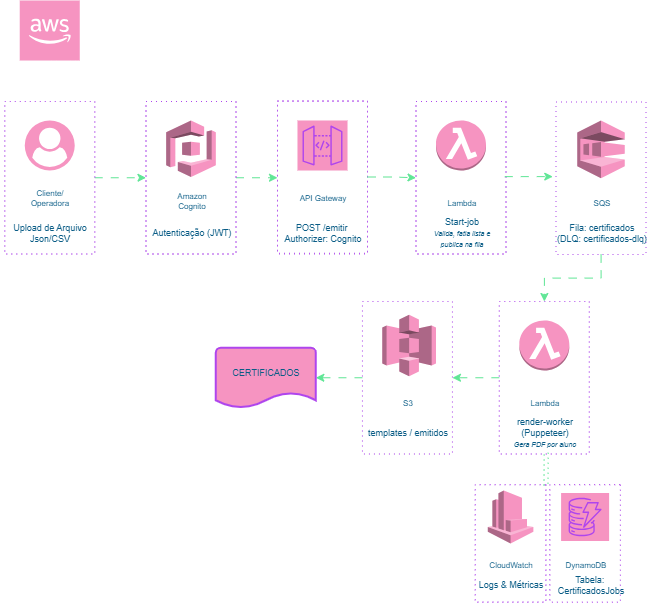 aws
Cliente/
Operadora
Upload de Arquivo
Json/CSV
Amazon
Cognito
Autenticação (JWT)
API Gateway
POST /emitir
Authorizer: Cognito
Lambda
Start-job
Valida, fatia lista e
publica na fila
SQS
Fila: certificados
(DLQ: certificados-dlq)
CERTIFICADOS
S3
templates / emitidos
Lambda
render-worker
(Puppeteer)
Gera PDF por aluno
CloudWatch
Logs & Métricas
DynamoDB
Tabela:
CertificadosJobs